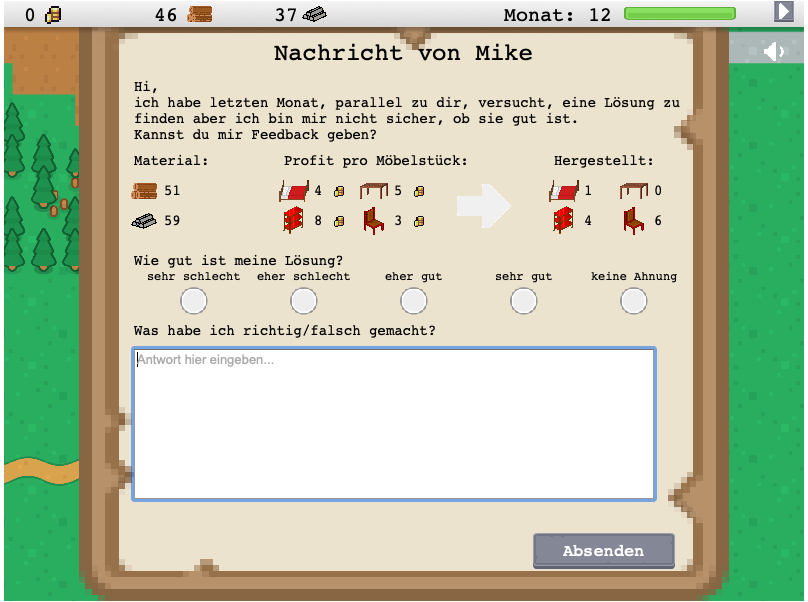 0 46 37 Monat: 12
Nachricht von Mike
Hi,
ich habe letzten Monat, parallel zu dir, versucht, eine Lösung zu
finden aber ich bin mir nicht sicher, ob sie gut ist.
Kannst du mir Feedback geben?
Material: Profit pro Möbelstück: Hergestellt:
51 4 5 1 0
59 8 3 4 6
Wie gut ist meine Lösung?
sehr schlecht eher schlecht eher gut sehr gut keine Ahnung
Was habe ich richtig/falsch gemacht?
Antwort hier eingeben...
Absenden